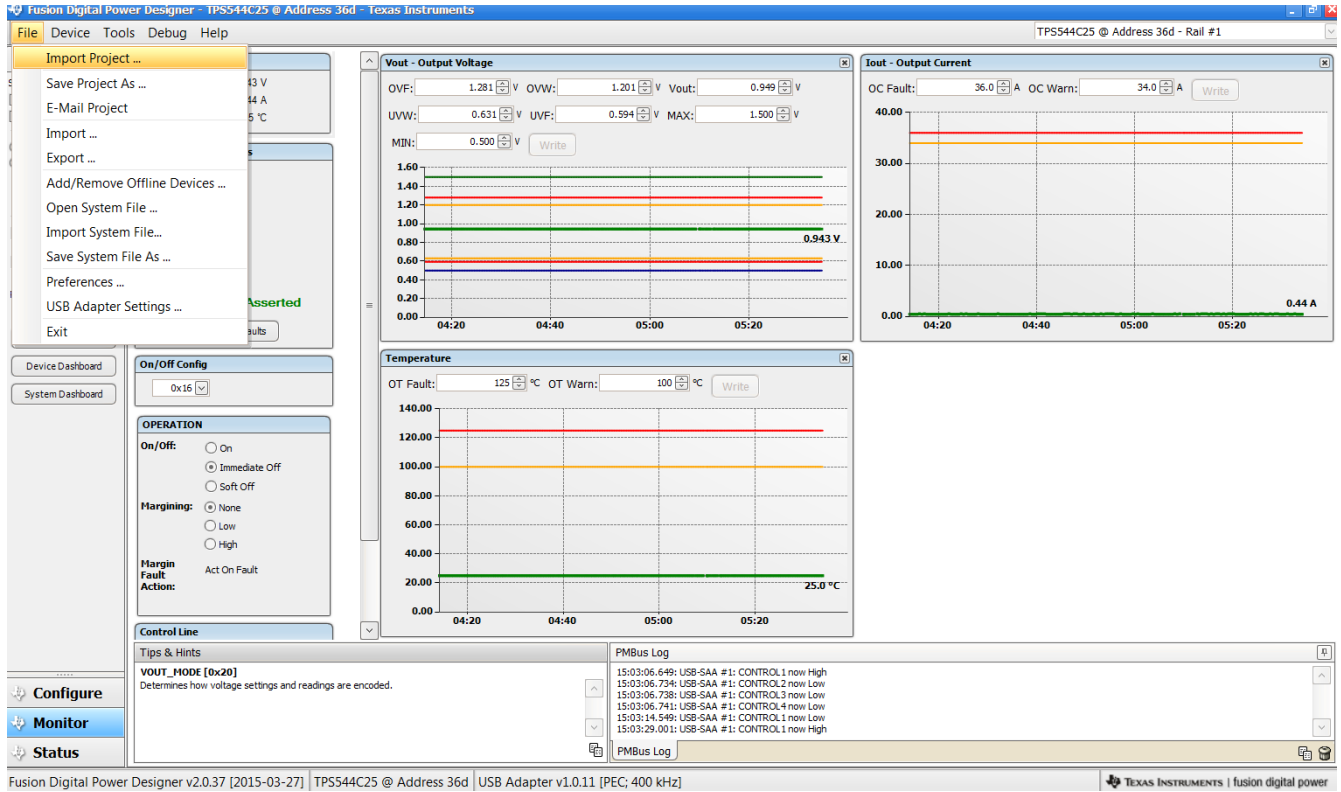 Fusion Digital Power Designer - TPS544C25 @ Address 36d - Texas Instruments
File Device Tools Debug Help
TPS544C25 @ Address 36d - Rail #1
Import Project ...
Save Project As ...
E-Mail Project
Import ...
Export ...
Add/Remove Offline Devices ...
Open System File ...
Import System File...
Save System File As ...
Preferences ...
USB Adapter Settings ...
Exit
Device Dashboard
System Dashboard
Asserted
On/Off Config
0x16
OPERATION
On/Off:
On
Immediate Off
Soft Off
Margining:
None
Low
High
Margin
Fault
Action:
Act On Fault
Control Line
Vout - Output Voltage
OVF: 1.281 V OVW: 1.201 V Vout: 0.949 V
UVW: 0.631 V UVF: 0.594 V MAX: 1.500 V
MIN: 0.500 V Write
1.60
1.40
1.20
1.00
0.80
0.943 V
0.60
0.40
0.20
0.00
04:20 04:40 05:00 05:20
Iout - Output Current
OC Fault: 36.0 A OC Warn: 34.0 A Write
40.00
30.00
20.00
10.00
0.44 A
0.00
04:20 04:40 05:00 05:20
Temperature
OT Fault: 125 °C OT Warn: 100 °C Write
140.00
120.00
100.00
80.00
60.00
40.00
20.00
25.0 °C
0.00
04:20 04:40 05:00 05:20
Tips & Hints
VOUT_MODE [0x20]
Determines how voltage settings and readings are encoded.
PMBus Log
15:03:06.649: USB-SAA #1: CONTROL1 now High
15:03:06.734: USB-SAA #1: CONTROL2 now Low
15:03:06.738: USB-SAA #1: CONTROL3 now Low
15:03:06.741: USB-SAA #1: CONTROL4 now Low
15:03:14.549: USB-SAA #1: CONTROL1 now Low
15:03:29.001: USB-SAA #1: CONTROL1 now High
PMBus Log
Configure
Monitor
Status
Fusion Digital Power Designer v2.0.37 [2015-03-27] TPS544C25 @ Address 36d USB Adapter v1.0.11 [PEC; 400 kHz]
TEXAS INSTRUMENTS | fusion digital power